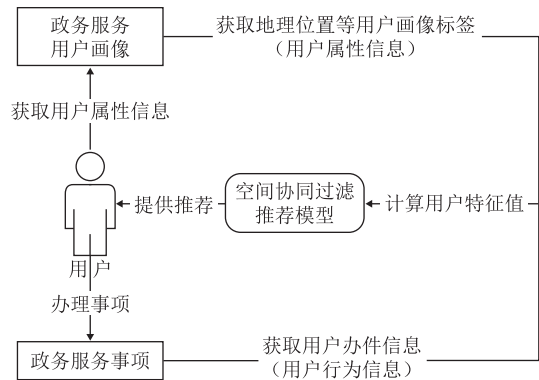 政务服务
用户画像
获取地理位置等用户画像标签
（用户属性信息）
获取用户属性信息
提供推荐
空间协同过滤
推荐模型
计算用户特征值
用户
办理事项
政务服务事项
获取用户办件信息
（用户行为信息）